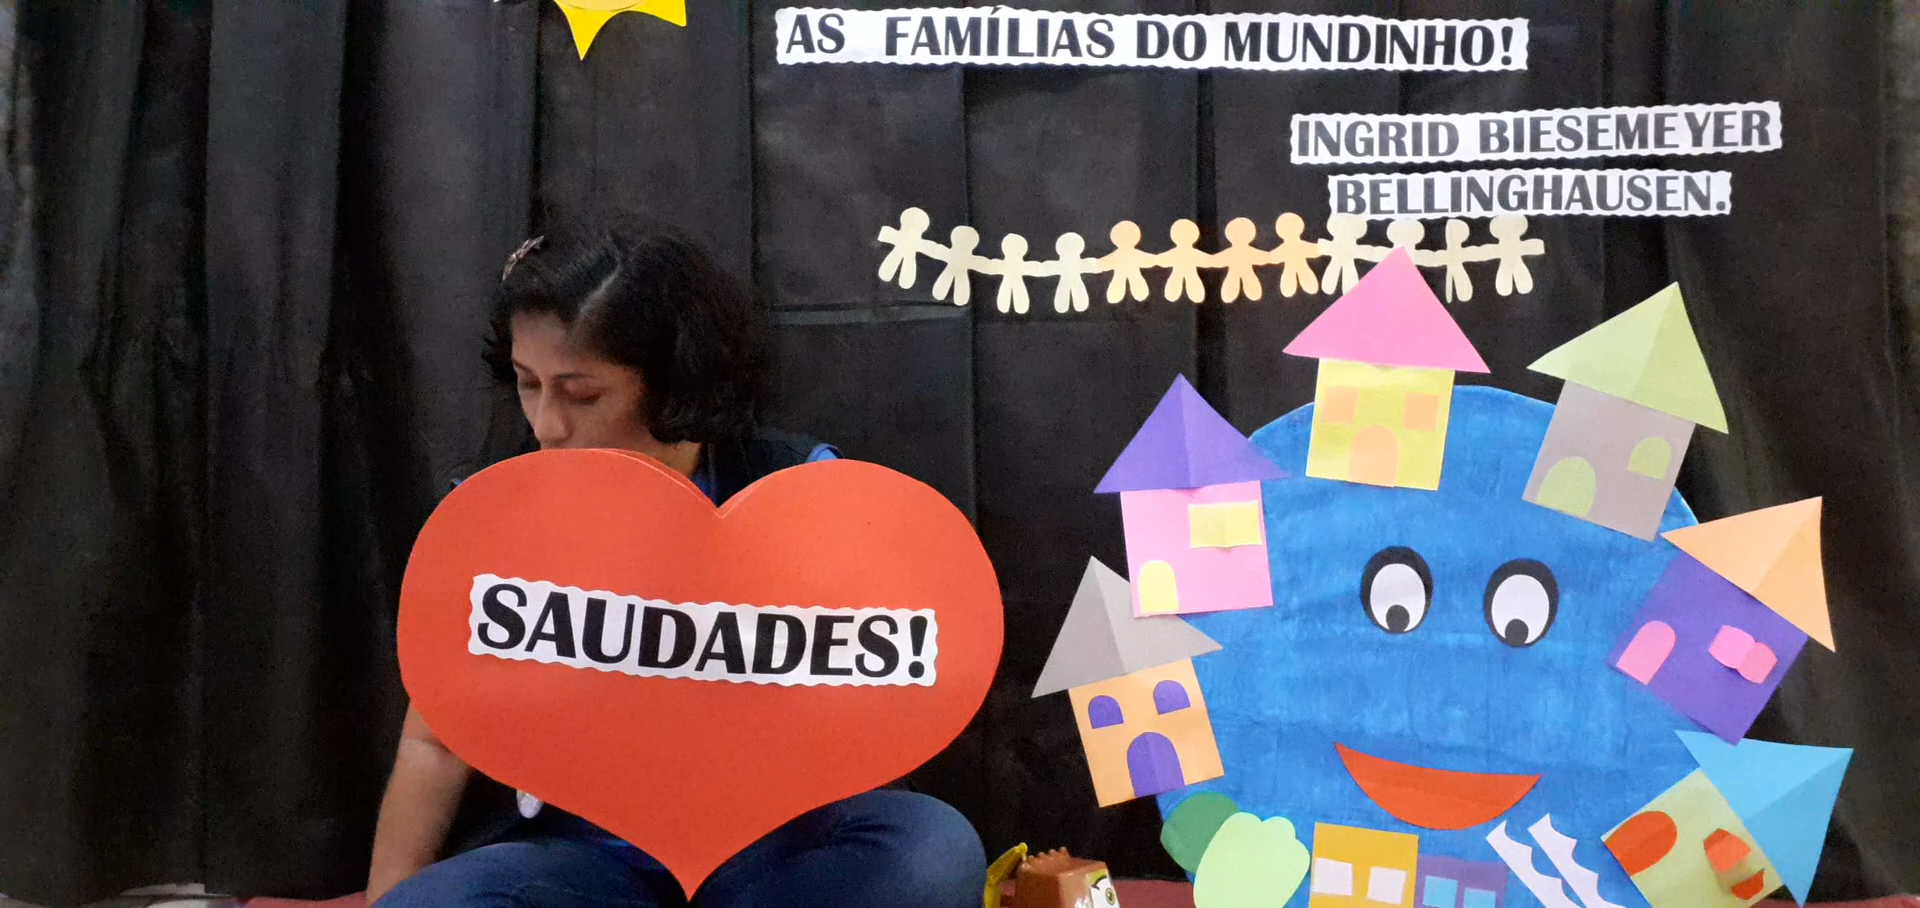 AS FAMÍLIAS DO MUNDINHO!
INGRID BIESEMEYER
BELLINGHAUSEN.
SAUDADES!